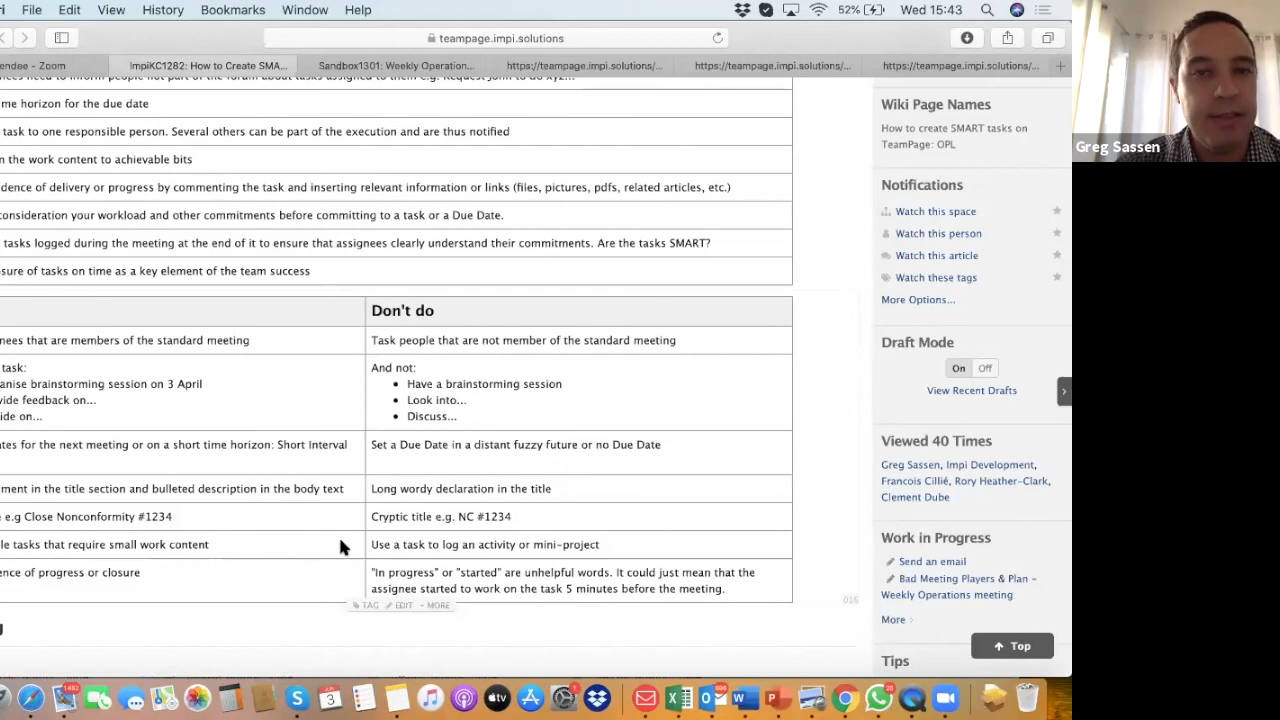 File Edit View History Bookmarks Window Help 52% Wed 15:43
teampage.impi.solutions
endee - Zoom ImpiKC1282: How to Create SMA... Sandbox1301: Weekly Operation... https://teampage.impi.solutions/... https://teampage.impi.solutions/... https://teampage.impi.solutions/...
me horizon for the due date
task to one responsible person. Several others can be part of the execution and are thus notified
n the work content to achievable bits
dence of delivery or progress by commenting the task and inserting relevant information or links (files, pictures, pdfs, related articles, etc.)
consideration your workload and other commitments before committing to a task or a Due Date.
tasks logged during the meeting at the end of it to ensure that assignees clearly understand their commitments. Are the tasks SMART?
sure of tasks on time as a key element of the team success
Don't do
nees that are members of the standard meeting
Task people that are not member of the standard meeting
task:
anise brainstorming session on 3 April
vide feedback on...
ide on...
And not:
• Have a brainstorming session
• Look into...
• Discuss...
ates for the next meeting or on a short time horizon: Short Interval
Set a Due Date in a distant fuzzy future or no Due Date
ment in the title section and bulleted description in the body text
Long wordy declaration in the title
e.g Close Nonconformity #1234
Cryptic title e.g. NC #1234
le tasks that require small work content
Use a task to log an activity or mini-project
ence of progress or closure
"In progress" or "started" are unhelpful words. It could just mean that the
assignee started to work on the task 5 minutes before the meeting.
TAG EDIT MORE
016
Wiki Page Names
How to create SMART tasks on
TeamPage: OPL
Notifications
Watch this space
Watch this person
Watch this article
Watch these tags
More Options...
Draft Mode
On Off
View Recent Drafts
Viewed 40 Times
Greg Sassen, Impi Development,
Francois Cillié, Rory Heather-Clark,
Clement Dube
Work in Progress
Send an email
Bad Meeting Players & Plan -
Weekly Operations meeting
More
Top
Tips
Greg Sassen